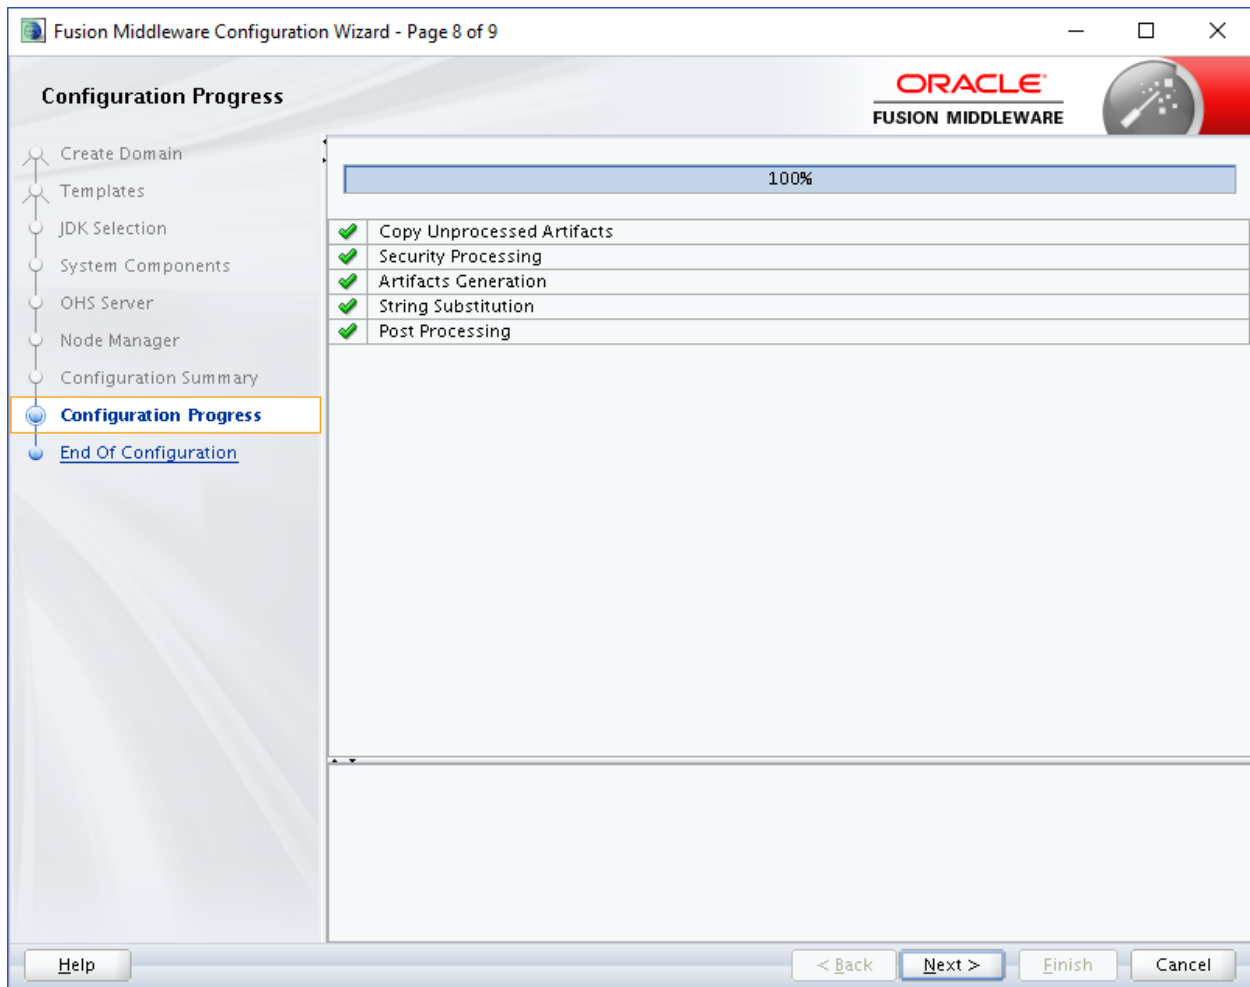 Fusion Middleware Configuration Wizard - Page 8 of 9
Configuration Progress
ORACLE
FUSION MIDDLEWARE
Create Domain
Templates
JDK Selection
System Components
OHS Server
Node Manager
Configuration Summary
Configuration Progress
End Of Configuration
100%
Copy Unprocessed Artifacts
Security Processing
Artifacts Generation
String Substitution
Post Processing
Help
< Back
Next >
Finish
Cancel